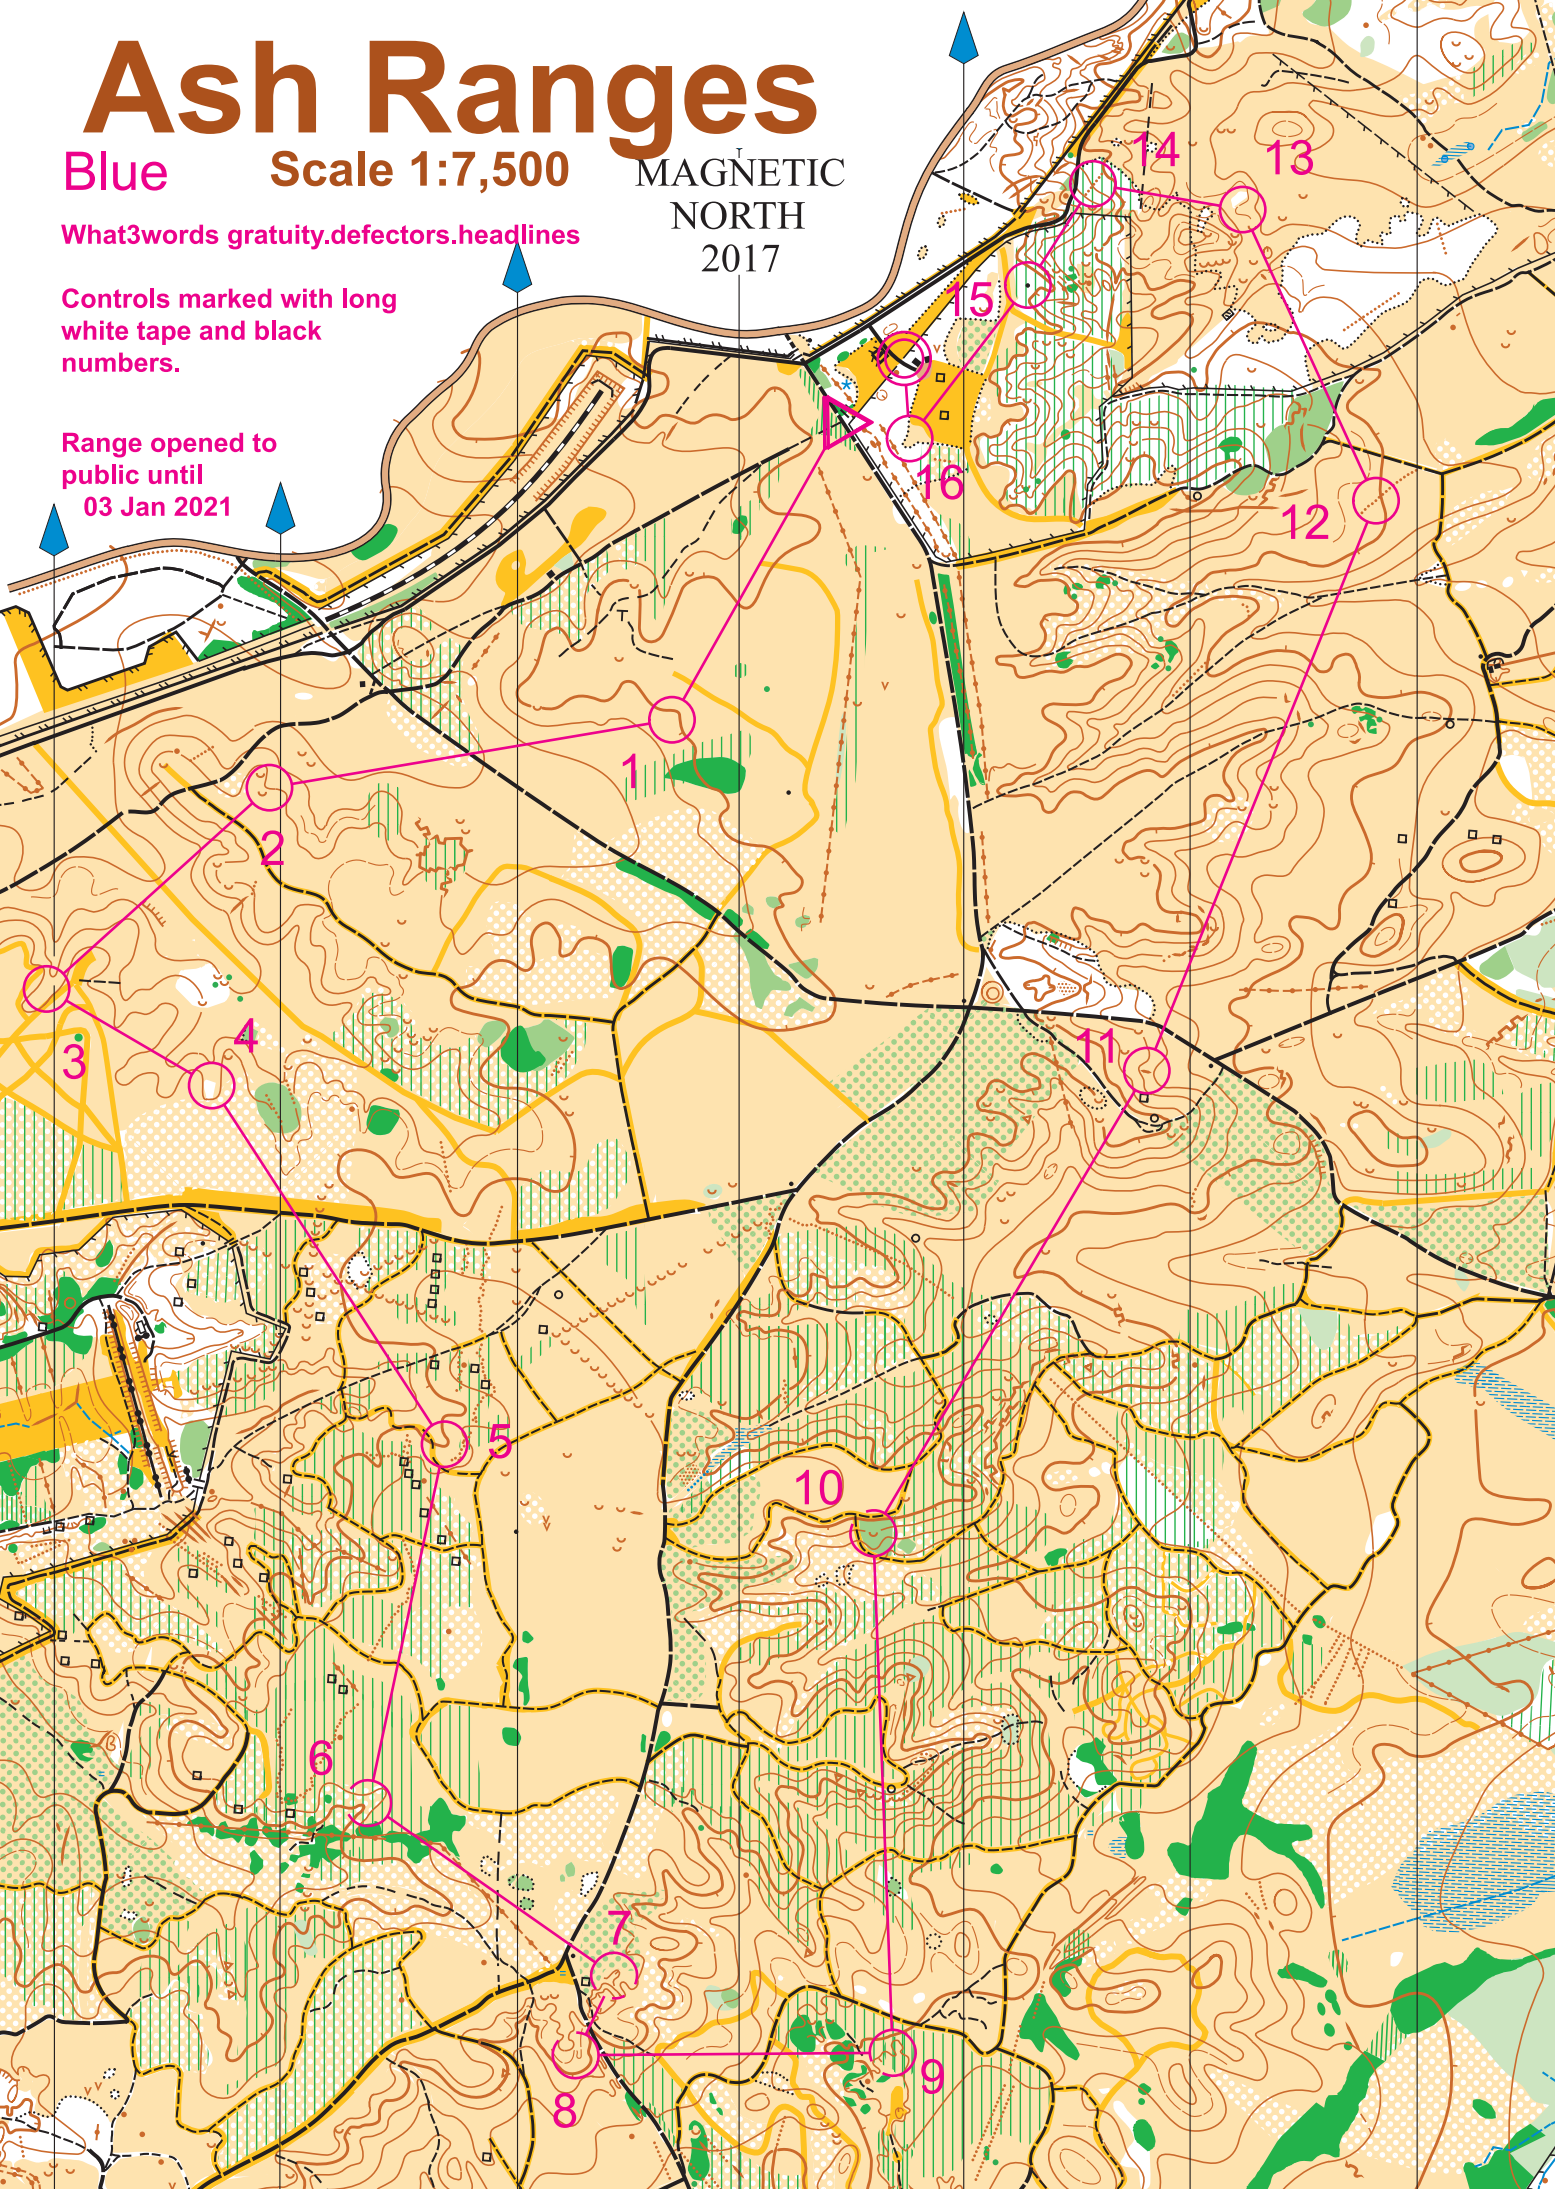 Ash Ranges
Blue
Scale 1:7,500
MAGNETIC
NORTH
2017
What3words gratuity.defectors.headlines
Controls marked with long
white tape and black
numbers.
Range opened to
public until
03 Jan 2021
14
13
15
16
12
1
2
3
4
11
5
10
6
7
8
9